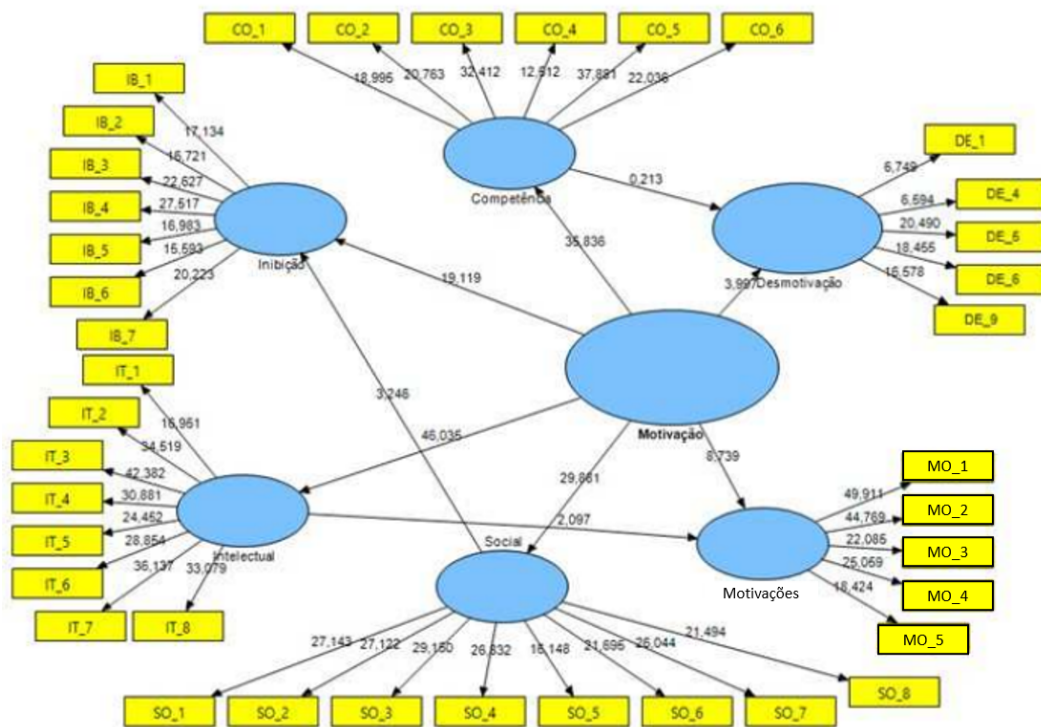 CO_1
CO_2
CO_3
CO_4
CO_5
CO_6
18,995
20,763
32,412
12,912
37,881
22,036
IB_1
IB_2
IB_3
IB_4
IB_5
IB_6
IB_7
17,134
16,721
22,627
27,517
16,983
15,593
20,223
Inibição
Competência
0,213
DE_1
DE_4
DE_6
DE_6
DE_9
6,749
6,594
20,490
18,455
16,578
Desmotivação
35,836
3,997
19,119
3,246
Motivação
46,035
29,881
8,739
IT_1
IT_2
IT_3
IT_4
IT_5
IT_6
IT_7
IT_8
16,951
34,519
42,382
30,881
24,452
28,854
36,137
33,079
Intelectual
2,097
Social
MO_1
MO_2
MO_3
MO_4
MO_5
49,911
44,769
22,085
25,059
18,424
Motivações
27,143
27,122
29,150
26,832
16,148
21,695
26,044
21,494
SO_1
SO_2
SO_3
SO_4
SO_5
SO_6
SO_7
SO_8